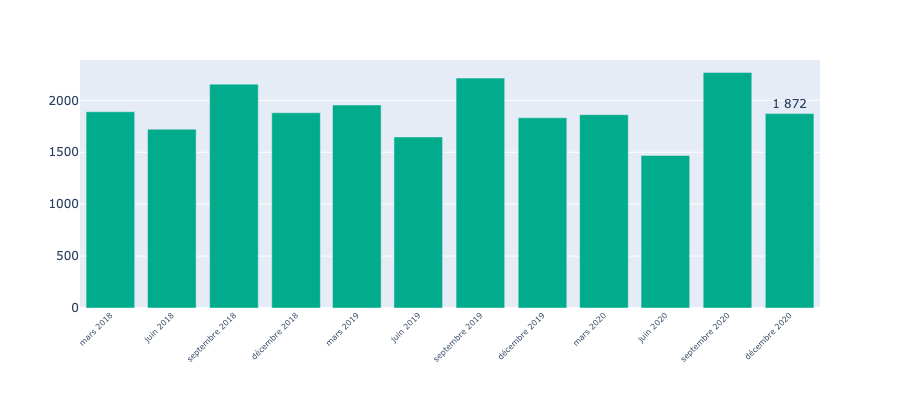 2000
1500
1000
500
0
1 872
mars 2018
juin 2018
septembre 2018
décembre 2018
mars 2019
juin 2019
septembre 2019
décembre 2019
mars 2020
juin 2020
septembre 2020
décembre 2020